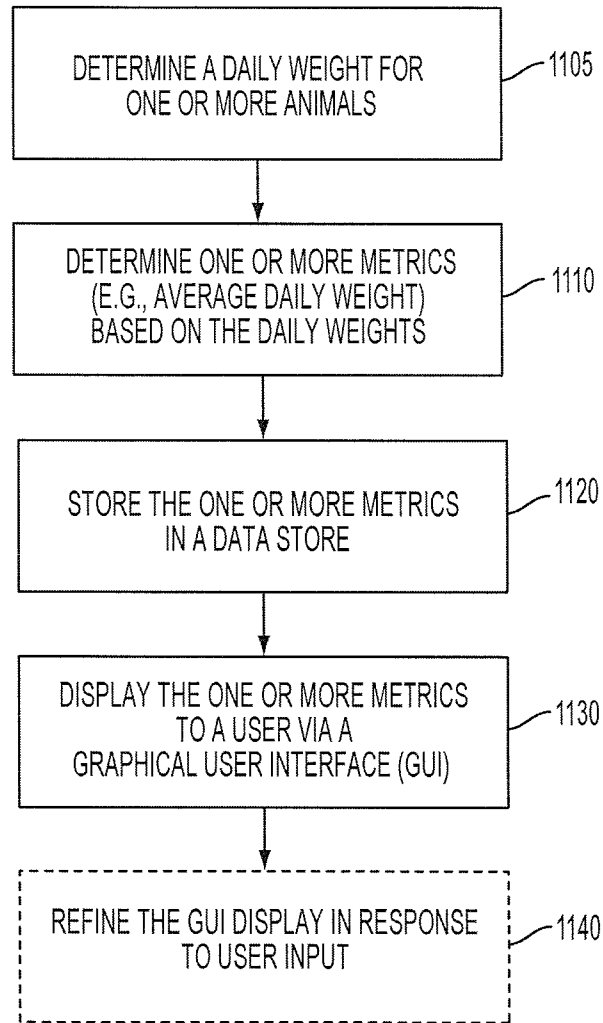 DETERMINE A DAILY WEIGHT FOR
ONE OR MORE ANIMALS
1105
DETERMINE ONE OR MORE METRICS
(E.G., AVERAGE DAILY WEIGHT)
BASED ON THE DAILY WEIGHTS
1110
STORE THE ONE OR MORE METRICS
IN A DATA STORE
1120
DISPLAY THE ONE OR MORE METRICS
TO A USER VIA A
GRAPHICAL USER INTERFACE (GUI)
1130
REFINE THE GUI DISPLAY IN RESPONSE
TO USER INPUT
1140